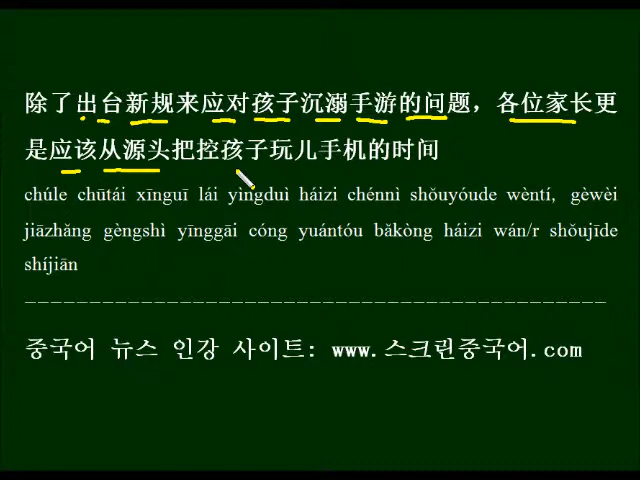 除了出台新规来应对孩子沉溺手游的问题，各位家长更
是应该从源头把控孩子玩儿手机的时间
chúle chūtái xīnguī lái yìngduì háizi chénnì shǒuyóude wèntí, gèwèi
jiāzhǎng gèngshì yīnggāi cóng yuántóu bǎkòng háizi wán/r shǒujīde
shíjiān
중국어 뉴스 인강 사이트: www.스크린중국어.com